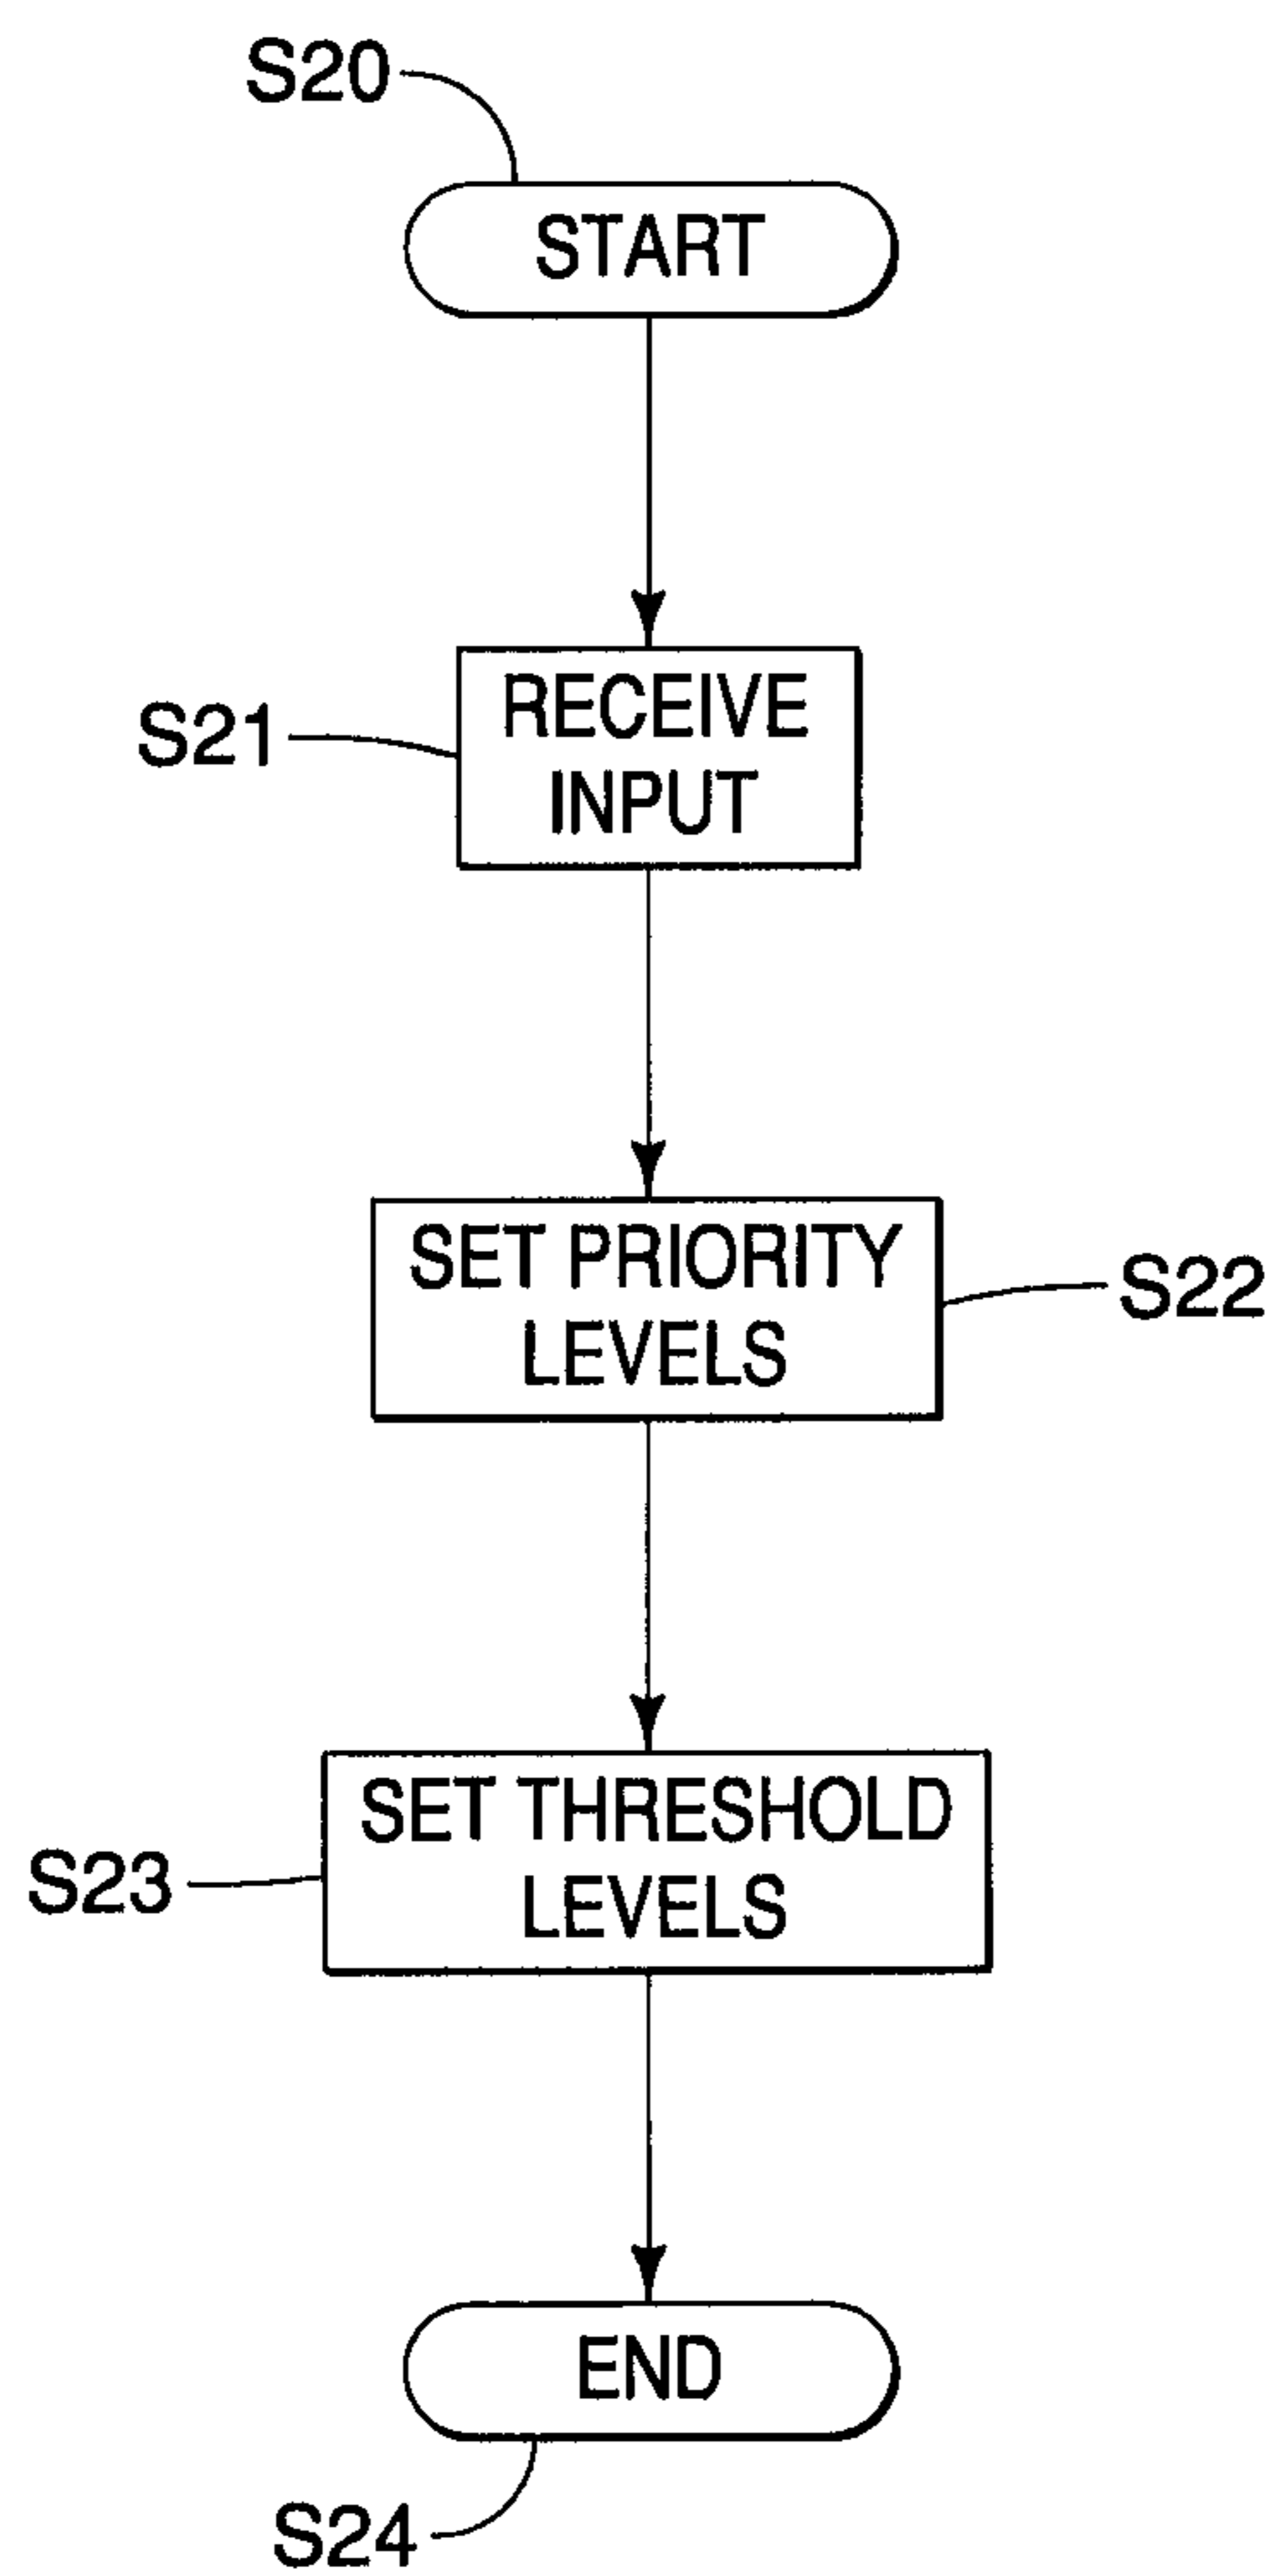 S20
START
S21
RECEIVE
INPUT
SET PRIORITY
LEVELS
S22
SET THRESHOLD
LEVELS
S23
END
S24